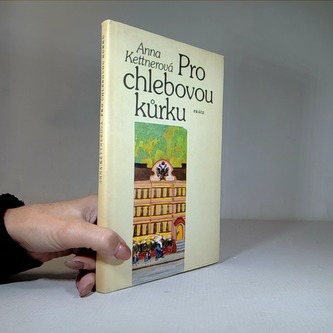 Anna
Kettnerová
Pro
chlebovou
kůrku
PRÁCE